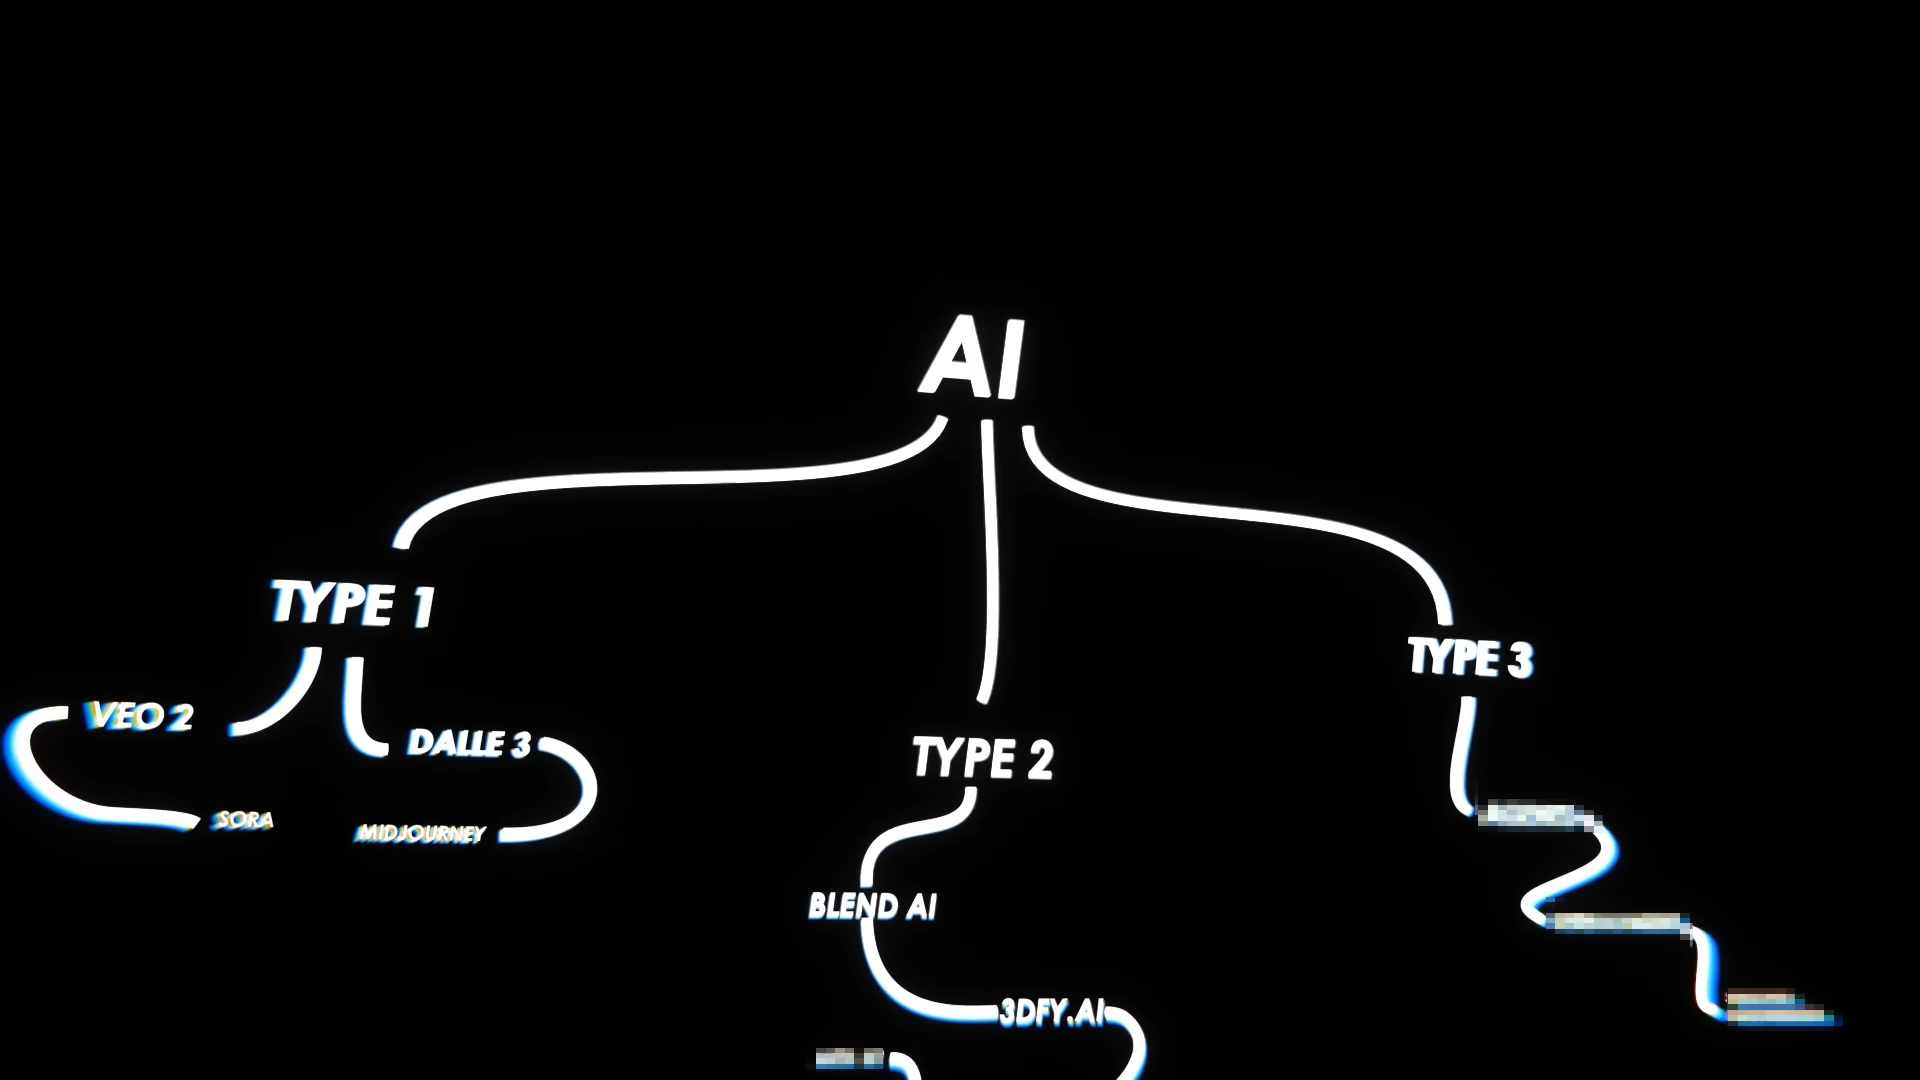 AI
TYPE 1
TYPE 2
TYPE 3
VEO 2
DALLE 3
SORA
MIDJOURNEY
BLEND AI
3DFY.AI